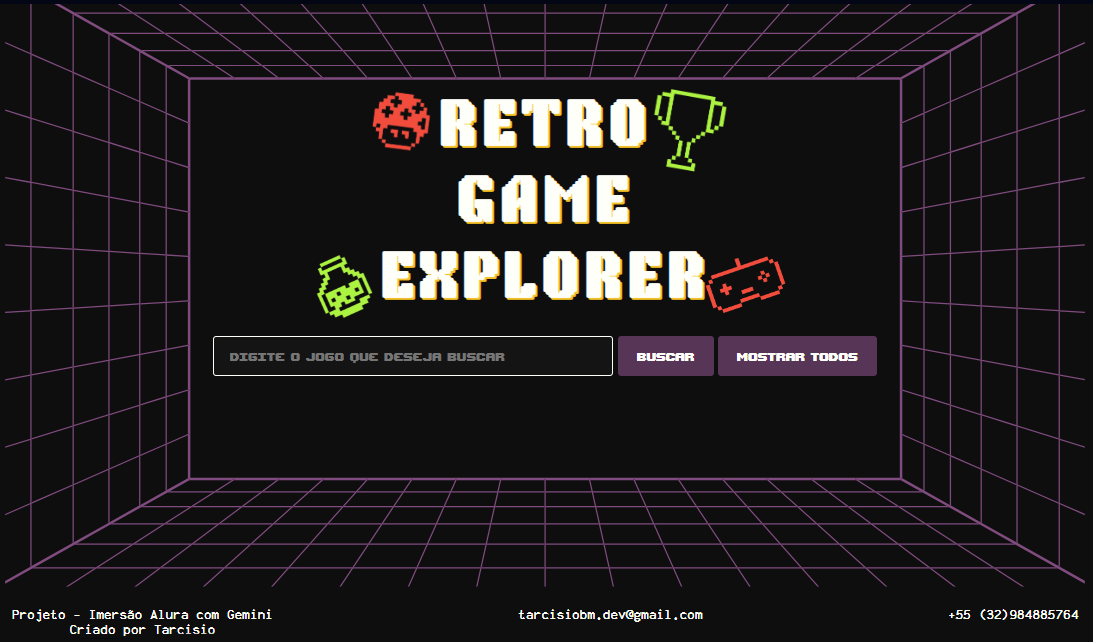 RETRO
GAME
EXPLORER
DIGITE O JOGO QUE DESEJA BUSCAR
BUSCAR
MOSTRAR TODOS
Projeto - Imersão Alura com Gemini
Criado por Tarcisio
tarcisiobm.dev@gmail.com
+55 (32)984885764